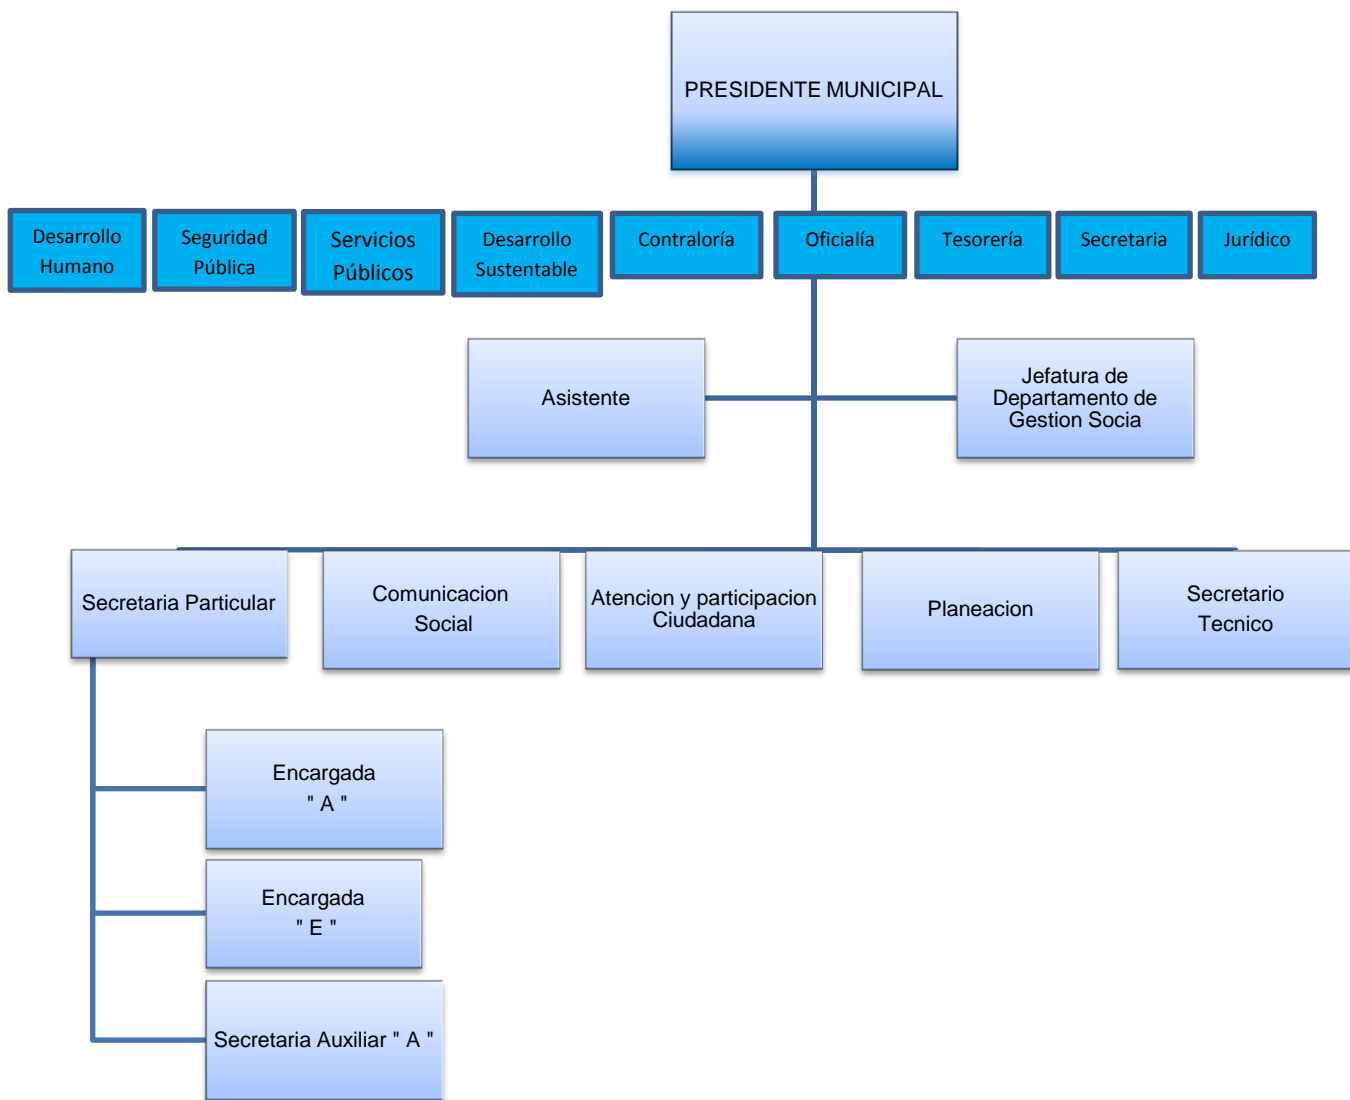 PRESIDENTE MUNICIPAL
Desarrollo
Humano
Seguridad
Pública
Servicios
Públicos
Desarrollo
Sustentable
Contraloría
Oficialía
Tesorería
Secretaria
Jurídico
Asistente
Jefatura de
Departamento de
Gestion Socia
Secretaria Particular
Comunicacion
Social
Atencion y participacion
Ciudadana
Planeacion
Secretario
Tecnico
Encargada
" A "
Encargada
" E "
Secretaria Auxiliar " A "